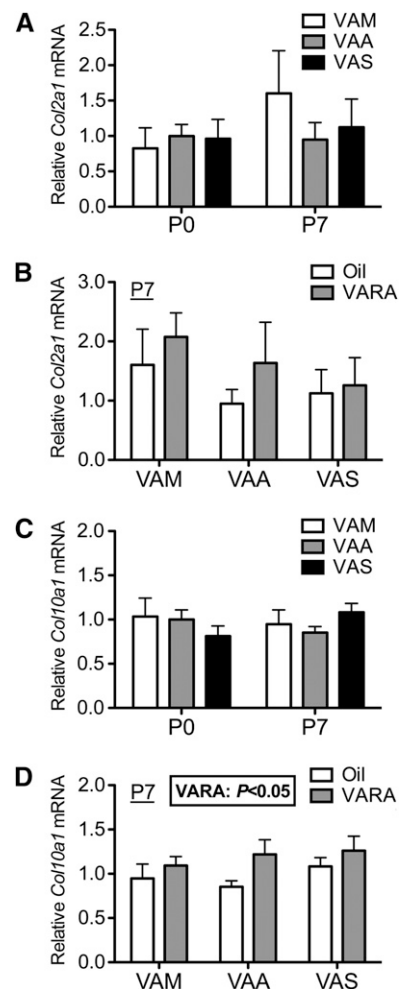 A
VAM
VAA
VAS
Relative Col2a1 mRNA
2.5
2.0
1.5
1.0
0.5
0.0
P0 P7
B
P7
Oil
VARA
Relative Col2a1 mRNA
3.0
2.0
1.0
0.0
VAM VAA VAS
C
VAM
VAA
VAS
Relative Col10a1 mRNA
2.0
1.5
1.0
0.5
0.0
P0 P7
D
P7
VARA: P<0.05
Oil
VARA
Relative Col10a1 mRNA
2.0
1.5
1.0
0.5
0.0
VAM VAA VAS